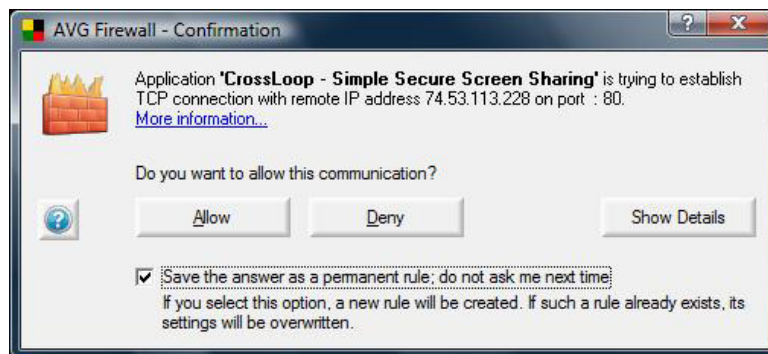 AVG Firewall - Confirmation
Application 'CrossLoop - Simple Secure Screen Sharing' is trying to establish
TCP connection with remote IP address 74.53.113.228 on port : 80.
More information...
Do you want to allow this communication?
Allow
Deny
Show Details
Save the answer as a permanent rule; do not ask me next time
If you select this option, a new rule will be created. If such a rule already exists, its
settings will be overwritten.